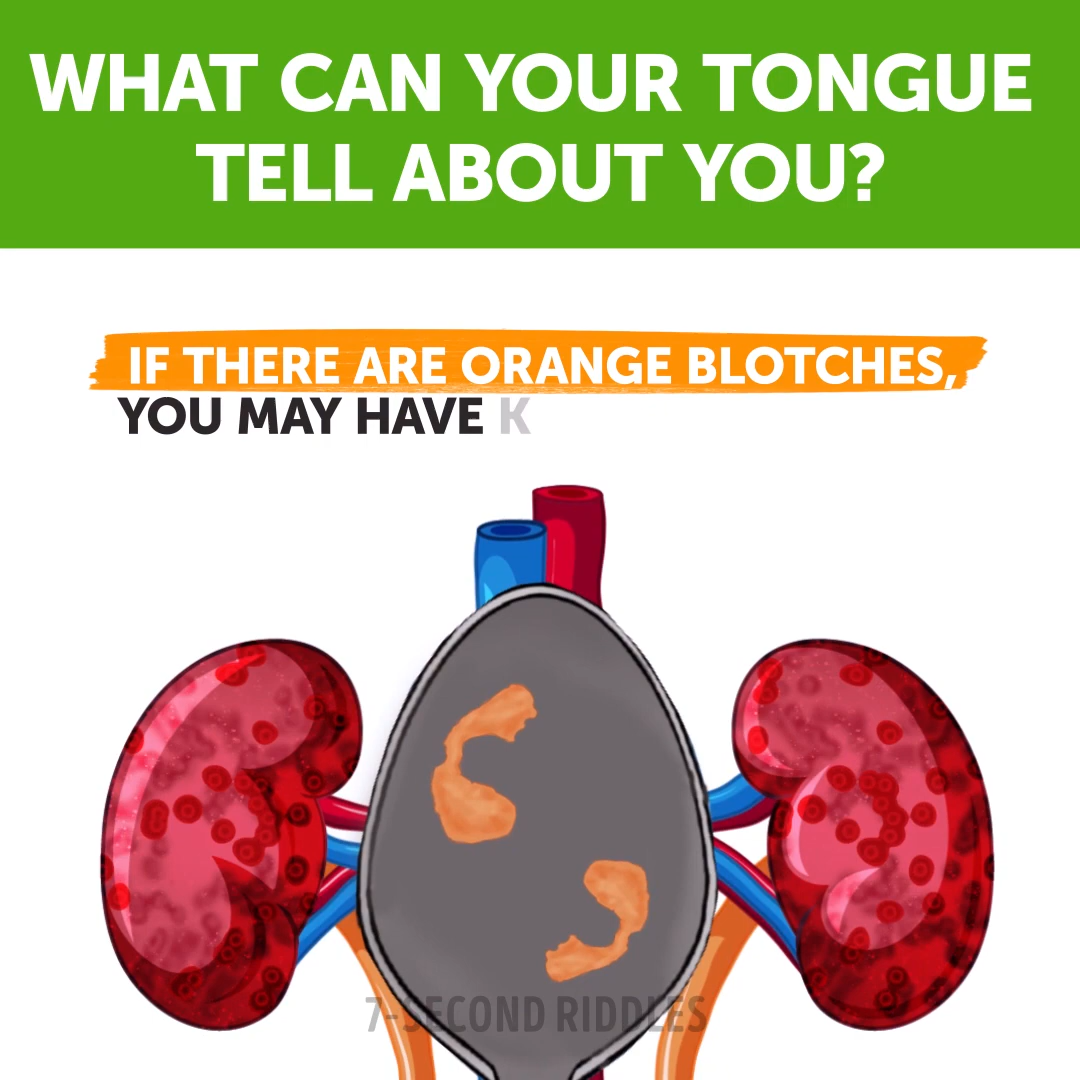 WHAT CAN YOUR TONGUE
TELL ABOUT YOU?
IF THERE ARE ORANGE BLOTCHES,
YOU MAY HAVE K
7-SECOND RIDDLES